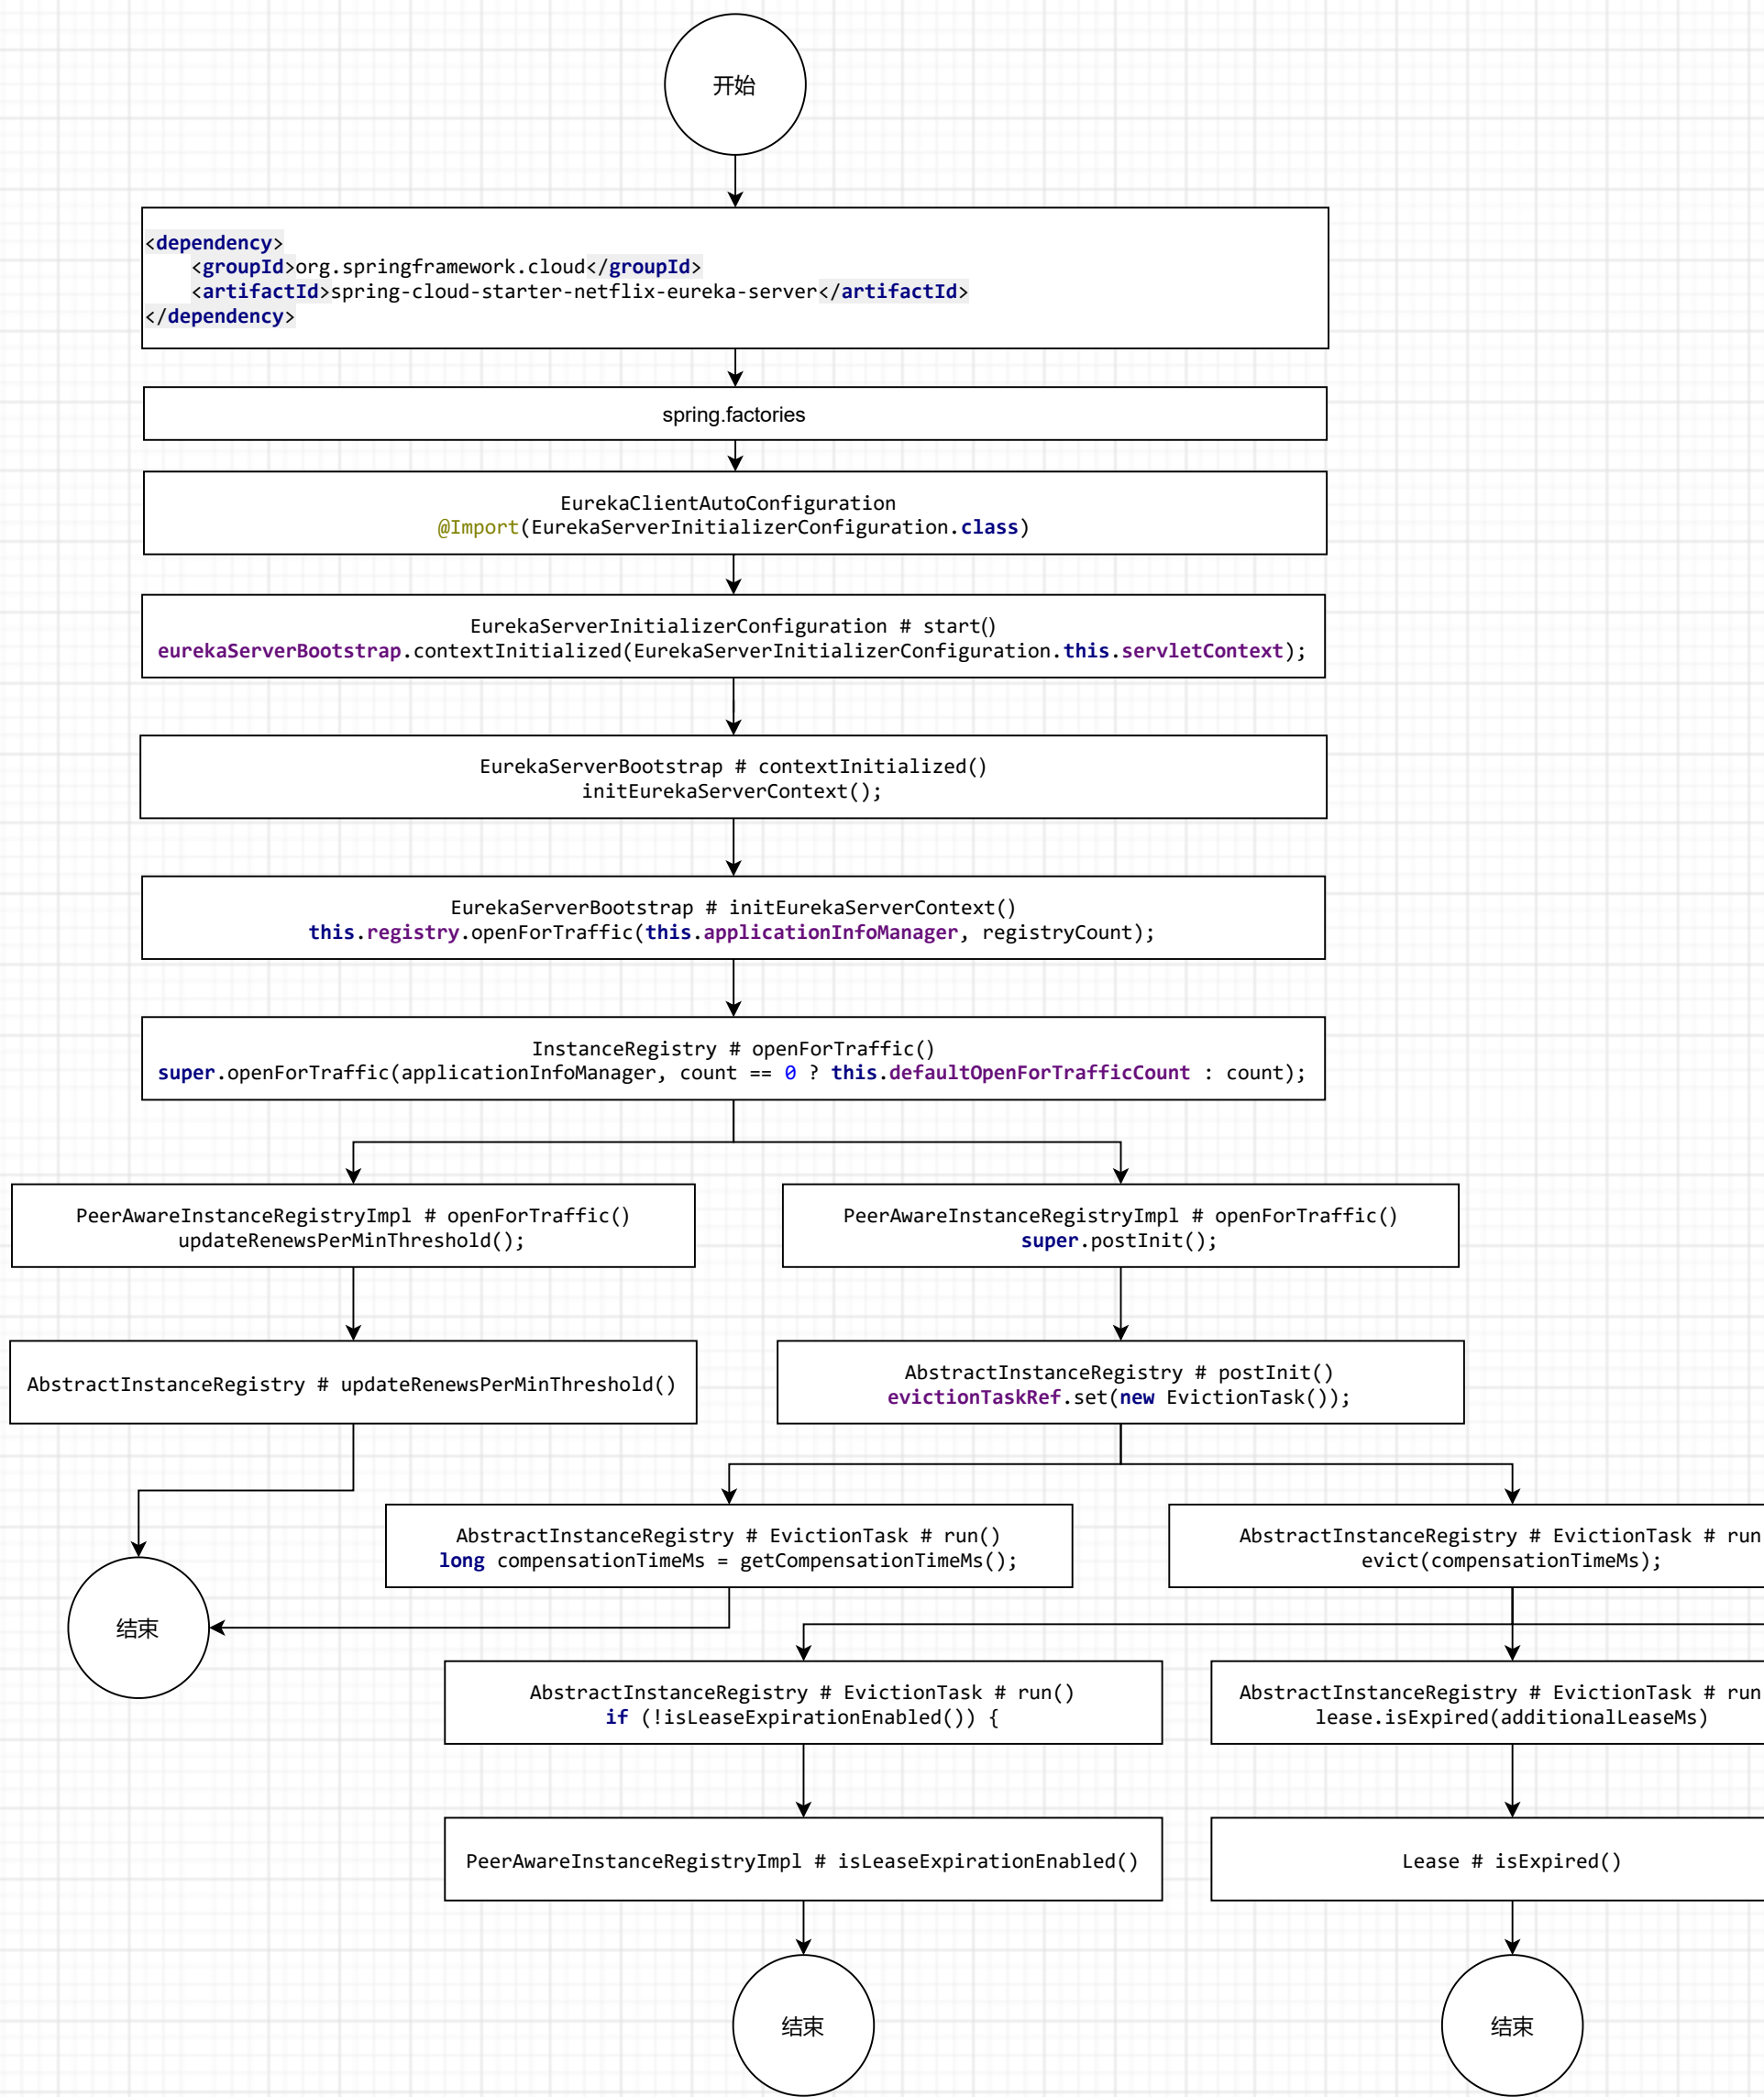 开始
<dependency>
    <groupId>org.springframework.cloud</groupId>
    <artifactId>spring-cloud-starter-netflix-eureka-server</artifactId>
</dependency>
spring.factories
EurekaClientAutoConfiguration
@Import(EurekaServerInitializerConfiguration.class)
EurekaServerInitializerConfiguration # start()
eurekaServerBootstrap.contextInitialized(EurekaServerInitializerConfiguration.this.servletContext);
EurekaServerBootstrap # contextInitialized()
initEurekaServerContext();
EurekaServerBootstrap # initEurekaServerContext()
this.registry.openForTraffic(this.applicationInfoManager, registryCount);
InstanceRegistry # openForTraffic()
super.openForTraffic(applicationInfoManager, count == 0 ? this.defaultOpenForTrafficCount : count);
PeerAwareInstanceRegistryImpl # openForTraffic()
updateRenewsPerMinThreshold();
PeerAwareInstanceRegistryImpl # openForTraffic()
super.postInit();
AbstractInstanceRegistry # updateRenewsPerMinThreshold()
AbstractInstanceRegistry # postInit()
evictionTaskRef.set(new EvictionTask());
AbstractInstanceRegistry # EvictionTask # run()
long compensationTimeMs = getCompensationTimeMs();
AbstractInstanceRegistry # EvictionTask # run
evict(compensationTimeMs);
结束
AbstractInstanceRegistry # EvictionTask # run()
if (!isLeaseExpirationEnabled()) {
AbstractInstanceRegistry # EvictionTask # run
lease.isExpired(additionalLeaseMs)
PeerAwareInstanceRegistryImpl # isLeaseExpirationEnabled()
Lease # isExpired()
结束
结束